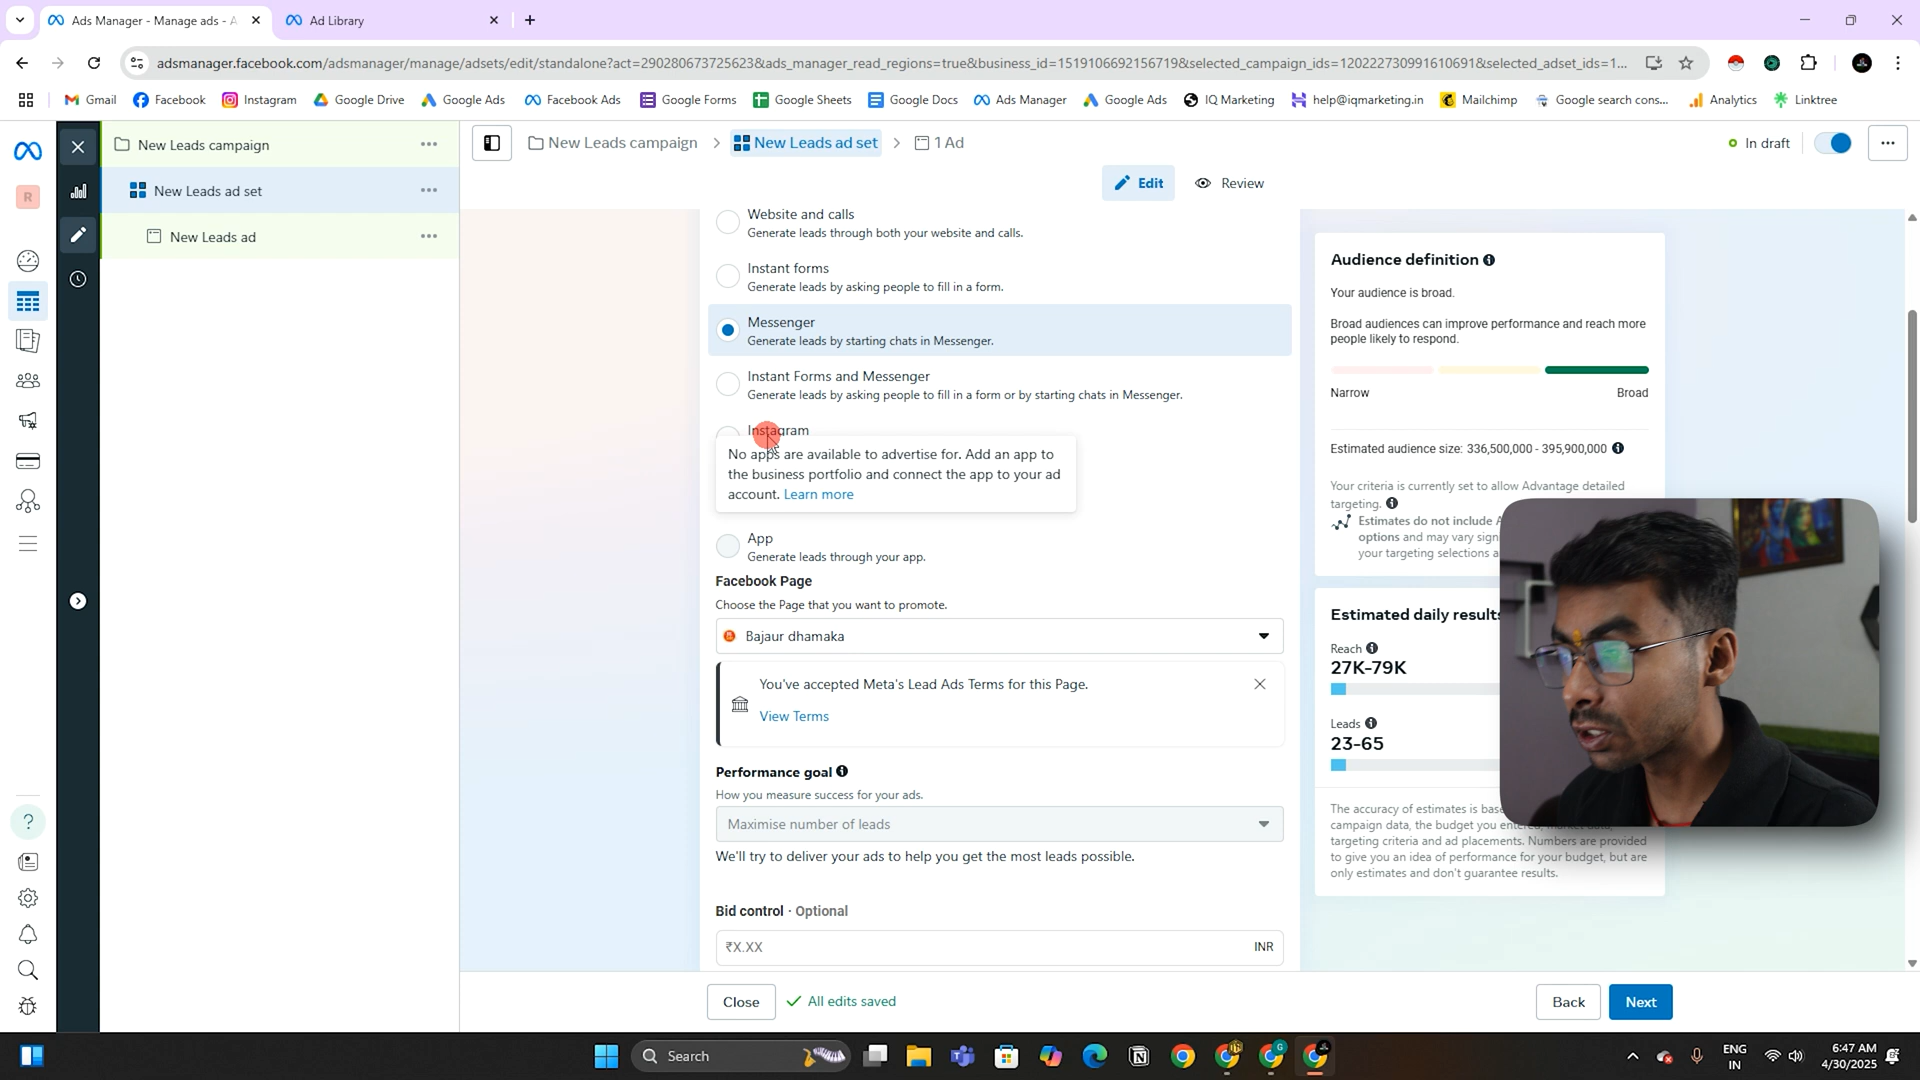 Ads Manager - Manage ads - A
Ad Library
adsmanager.facebook.com/adsmanager/manage/adsets/edit/standalone?act=290280673725623&ads_manager_read_regions=true&business_id=1519106692156719&selected_campaign_ids=120222730991610691&selected_adset_ids=1...
Gmail
Facebook
Instagram
Google Drive
Google Ads
Facebook Ads
Google Forms
Google Sheets
Google Docs
Ads Manager
Google Ads
IQ Marketing
help@iqmarketing.in
Mailchimp
Google search cons...
Analytics
Linktree
R
New Leads campaign
New Leads ad set
New Leads ad
New Leads campaign
New Leads ad set
1 Ad
In draft
Edit
Review
Website and calls
Generate leads through both your website and calls.
Instant forms
Generate leads by asking people to fill in a form.
Messenger
Generate leads by starting chats in Messenger.
Instant Forms and Messenger
Generate leads by asking people to fill in a form or by starting chats in Messenger.
Instagram
No apps are available to advertise for. Add an app to
the business portfolio and connect the app to your ad
account. Learn more
App
Generate leads through your app.
Facebook Page
Choose the Page that you want to promote.
Bajaur dhamaka
You've accepted Meta's Lead Ads Terms for this Page.
View Terms
Performance goal
How you measure success for your ads.
Maximise number of leads
We'll try to deliver your ads to help you get the most leads possible.
Bid control · Optional
₹X.XX
INR
Close
All edits saved
Back
Next
Audience definition
Your audience is broad.
Broad audiences can improve performance and reach more
people likely to respond.
Narrow
Broad
Estimated audience size: 336,500,000 - 395,900,000
Your criteria is currently set to allow Advantage detailed
targeting.
Estimates do not include A
options and may vary sign
your targeting selections a
Estimated daily results
Reach
27K-79K
Leads
23-65
The accuracy of estimates is base
campaign data, the budget you entered, market data,
targeting criteria and ad placements. Numbers are provided
to give you an idea of performance for your budget, but are
only estimates and don't guarantee results.
Search
ENG
IN
6:47 AM
4/30/2025